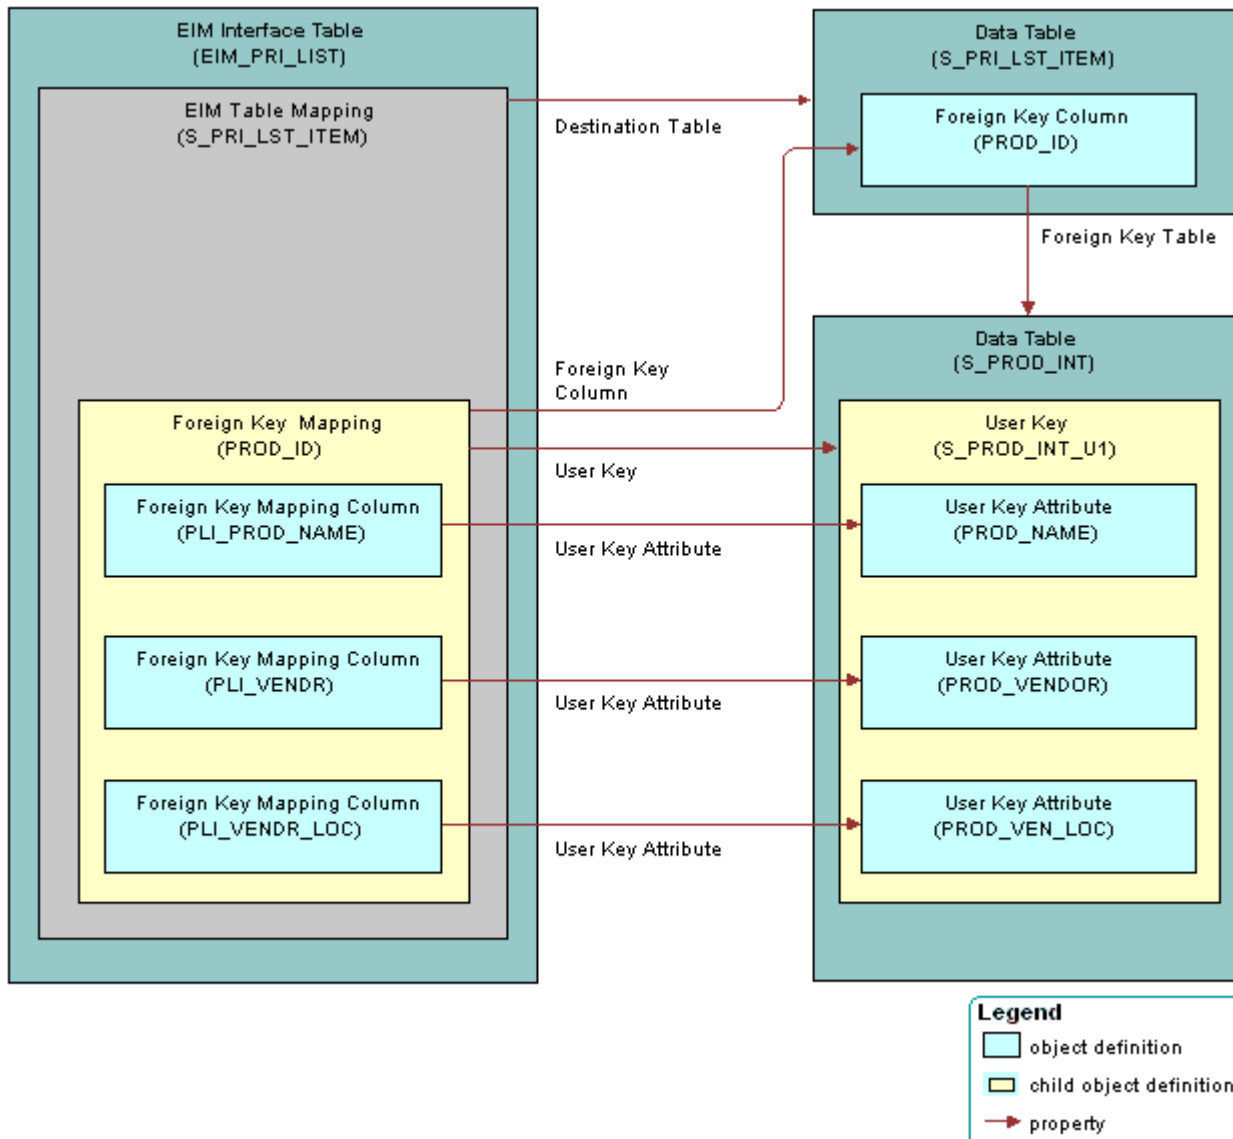 EIM Interface Table
(EIM_PRI_LIST)
EIM Table Mapping
(S_PRI_LST_ITEM)
Destination Table
Data Table
(S_PRI_LST_ITEM)
Foreign Key Column
(PROD_ID)
Foreign Key Table
Foreign Key
Column
Data Table
(S_PROD_INT)
Foreign Key Mapping
(PROD_ID)
User Key
User Key
(S_PROD_INT_U1)
Foreign Key Mapping Column
(PLI_PROD_NAME)
User Key Attribute
User Key Attribute
(PROD_NAME)
Foreign Key Mapping Column
(PLI_VENDR)
User Key Attribute
User Key Attribute
(PROD_VENDOR)
Foreign Key Mapping Column
(PLI_VENDR_LOC)
User Key Attribute
User Key Attribute
(PROD_VEN_LOC)
Legend
object definition
child object definition
property